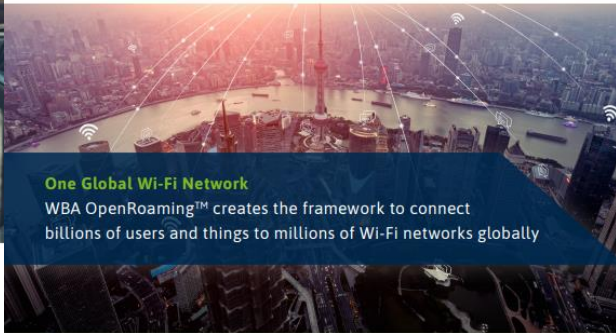 One Global Wi-Fi Network
WBA OpenRoaming™ creates the framework to connect
billions of users and things to millions of Wi-Fi networks globally